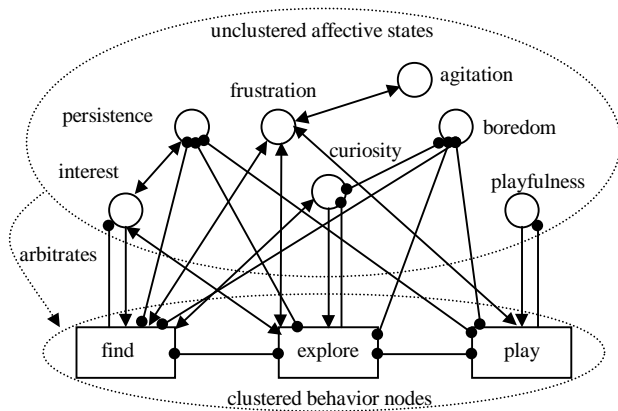 unclustered affective states
agitation
frustration
persistence
boredom
curiosity
interest
playfulness
arbitrates
find
explore
play
clustered behavior nodes